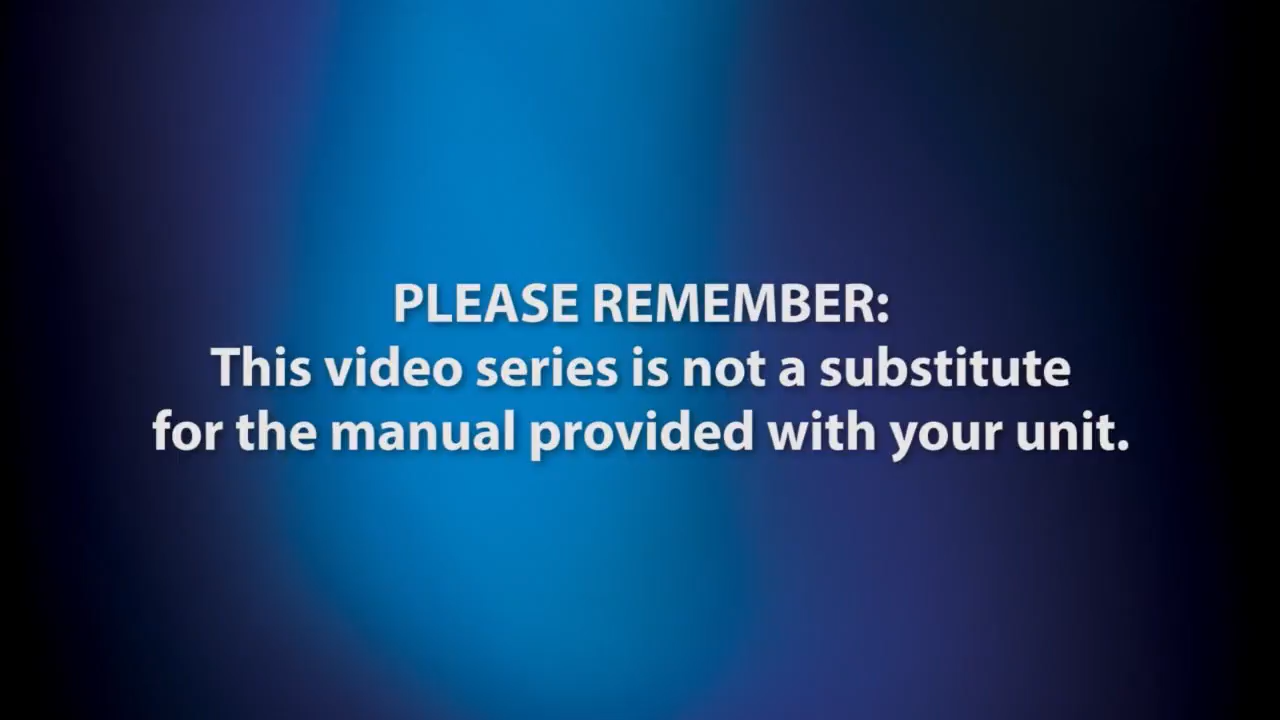 PLEASE REMEMBER:
This video series is not a substitute
for the manual provided with your unit.